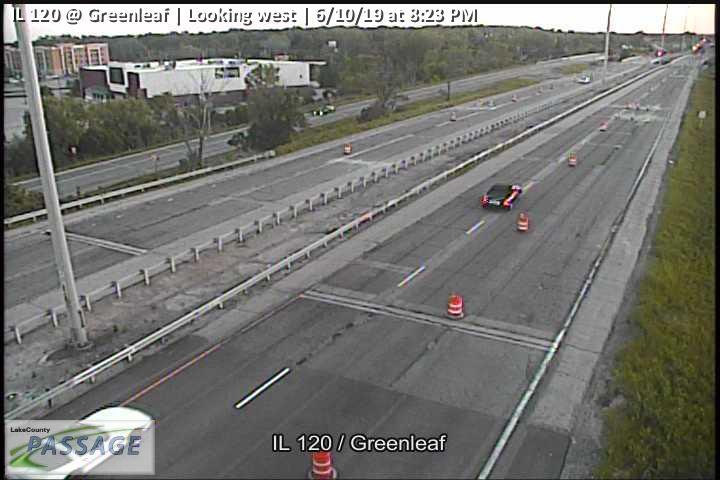 IL 120 @ Greenleaf | Looking west | 6/10/19 at 8:23 PM
LakeCounty
PASSAGE
IL 120 / Greenleaf